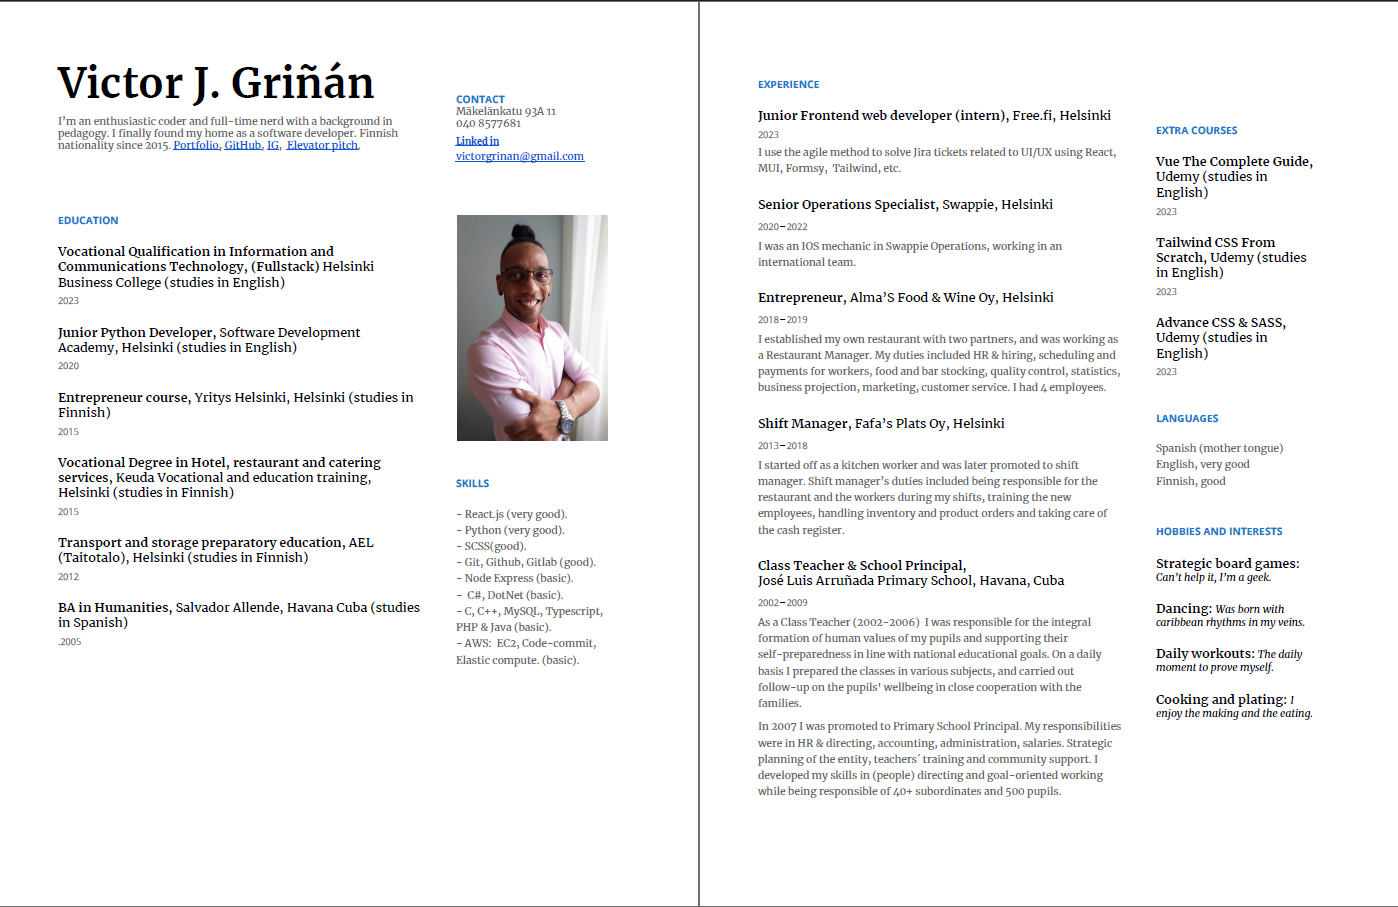 Victor J. Griñán
I'm an enthusiastic coder and full-time nerd with a background in
pedagogy. I finally found my home as a software developer. Finnish
nationality since 2015. Portfolio, GitHub, IG,  Elevator pitch.
CONTACT
Mäkelänkatu 93A 11
040 8577681
Linked in
victorgrinan@gmail.com
EDUCATION
Vocational Qualification in Information and
Communications Technology, (Fullstack) Helsinki
Business College (studies in English)
2023
Junior Python Developer, Software Development
Academy, Helsinki (studies in English)
2020
Entrepreneur course, Yritys Helsinki, Helsinki (studies in
Finnish)
2015
Vocational Degree in Hotel, restaurant and catering
services, Keuda Vocational and education training,
Helsinki (studies in Finnish)
2015
Transport and storage preparatory education, AEL
(Taitotalo), Helsinki (studies in Finnish)
2012
BA in Humanities, Salvador Allende, Havana Cuba (studies
in Spanish)
.2005
SKILLS
- React.js (very good).
- Python (very good).
- SCSS(good).
- Git, Github, Gitlab (good).
- Node Express (basic).
-  C#, DotNet (basic).
- C, C++, MySQL, Typescript,
PHP & Java (basic).
- AWS:  EC2, Code-commit,
Elastic compute. (basic).
EXPERIENCE
Junior Frontend web developer (intern), Free.fi, Helsinki
2023
I use the agile method to solve Jira tickets related to UI/UX using React,
MUI, Formsy,  Tailwind, etc.
Senior Operations Specialist, Swappie, Helsinki
2020–2022
I was an IOS mechanic in Swappie Operations, working in an
international team.
Entrepreneur, Alma'S Food & Wine Oy, Helsinki
2018–2019
I established my own restaurant with two partners, and was working as
a Restaurant Manager. My duties included HR & hiring, scheduling and
payments for workers, food and bar stocking, quality control, statistics,
business projection, marketing, customer service. I had 4 employees.
Shift Manager, Fafa's Plats Oy, Helsinki
2013–2018
I started off as a kitchen worker and was later promoted to shift
manager. Shift manager's duties included being responsible for the
restaurant and the workers during my shifts, training the new
employees, handling inventory and product orders and taking care of
the cash register.
Class Teacher & School Principal,
José Luis Arruñada Primary School, Havana, Cuba
2002–2009
As a Class Teacher (2002-2006)  I was responsible for the integral
formation of human values of my pupils and supporting their
self-preparedness in line with national educational goals. On a daily
basis I prepared the classes in various subjects, and carried out
follow-up on the pupils' wellbeing in close cooperation with the
families.
In 2007 I was promoted to Primary School Principal. My responsibilities
were in HR & directing, accounting, administration, salaries. Strategic
planning of the entity, teachers´ training and community support. I
developed my skills in (people) directing and goal-oriented working
while being responsible of 40+ subordinates and 500 pupils.
EXTRA COURSES
Vue The Complete Guide,
Udemy (studies in
English)
2023
Tailwind CSS From
Scratch, Udemy (studies
in English)
2023
Advance CSS & SASS,
Udemy (studies in
English)
2023
LANGUAGES
Spanish (mother tongue)
English, very good
Finnish, good
HOBBIES AND INTERESTS
Strategic board games:
Can't help it, I'm a geek.
Dancing: Was born with
caribbean rhythms in my veins.
Daily workouts: The daily
moment to prove myself.
Cooking and plating: I
enjoy the making and the eating.